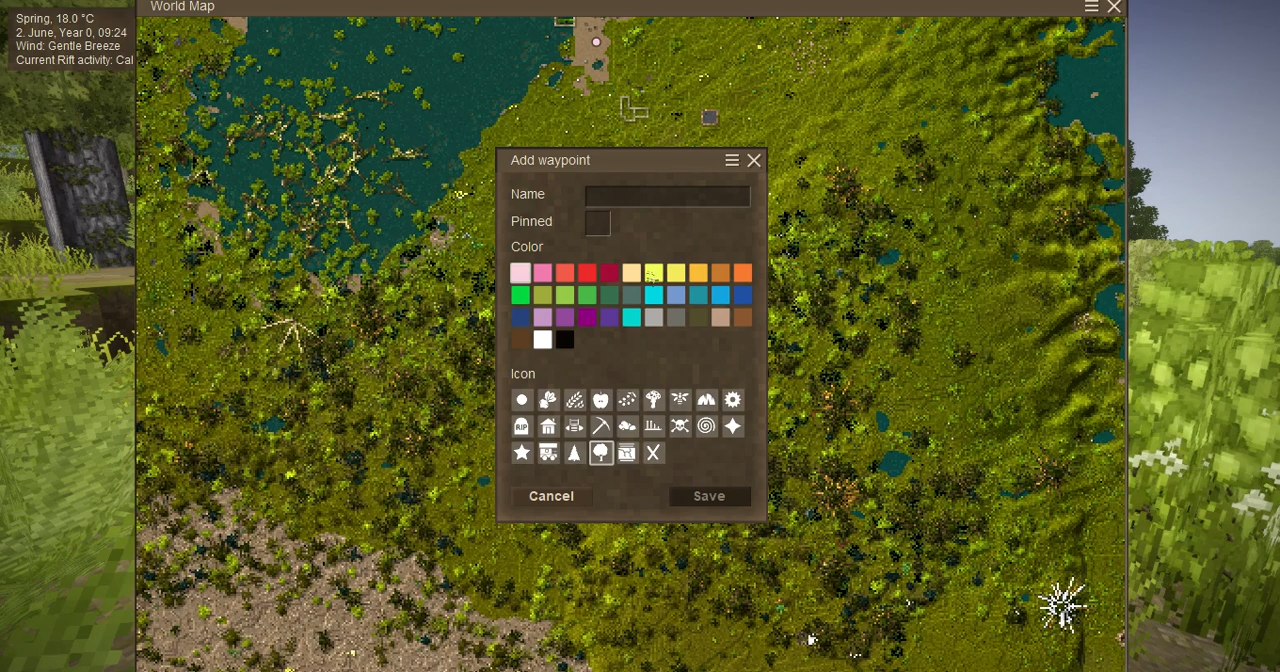 World Map
Spring, 18.0 °C
2. June, Year 0, 09:24
Wind: Gentle Breeze
Current Rift activity: Cal
Add waypoint
Name
Pinned
Color
Icon
RIP
Cancel
Save